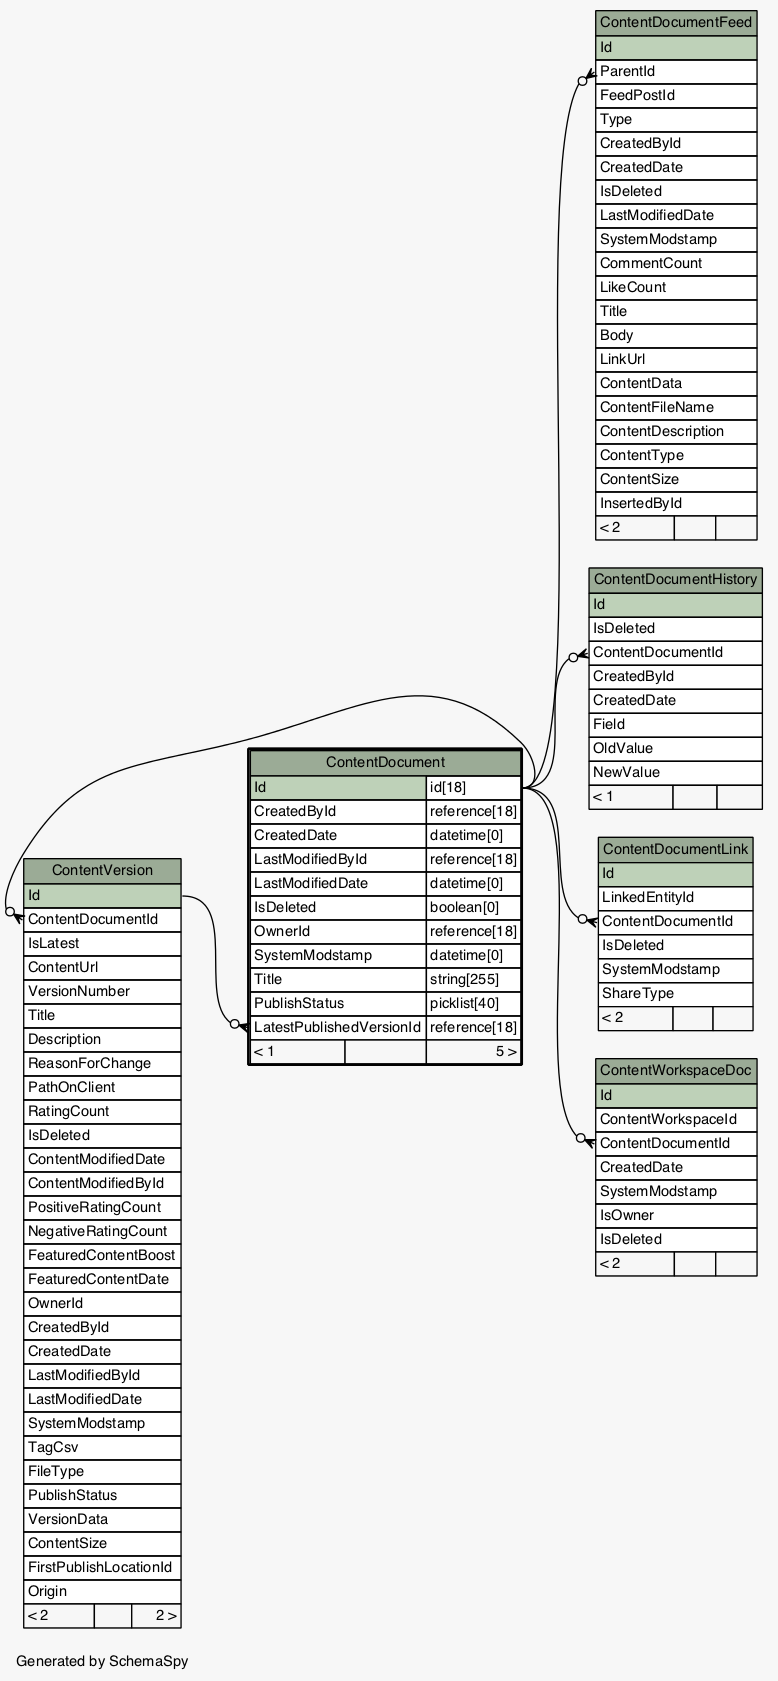 ContentDocumentFeed
Id
ParentId
FeedPostId
Type
CreatedById
CreatedDate
IsDeleted
LastModifiedDate
SystemModstamp
CommentCount
LikeCount
Title
Body
LinkUrl
ContentData
ContentFileName
ContentDescription
ContentType
ContentSize
InsertedById
< 2
ContentDocumentHistory
Id
IsDeleted
ContentDocumentId
CreatedById
CreatedDate
Field
OldValue
NewValue
< 1
ContentDocument
Id id[18]
CreatedById reference[18]
CreatedDate datetime[0]
LastModifiedById reference[18]
LastModifiedDate datetime[0]
IsDeleted boolean[0]
OwnerId reference[18]
SystemModstamp datetime[0]
Title string[255]
PublishStatus picklist[40]
LatestPublishedVersionId reference[18]
< 1 5 >
ContentDocumentLink
Id
LinkedEntityId
ContentDocumentId
IsDeleted
SystemModstamp
ShareType
< 2
ContentWorkspaceDoc
Id
ContentWorkspaceId
ContentDocumentId
CreatedDate
SystemModstamp
IsOwner
IsDeleted
< 2
ContentVersion
Id
ContentDocumentId
IsLatest
ContentUrl
VersionNumber
Title
Description
ReasonForChange
PathOnClient
RatingCount
IsDeleted
ContentModifiedDate
ContentModifiedById
PositiveRatingCount
NegativeRatingCount
FeaturedContentBoost
FeaturedContentDate
OwnerId
CreatedById
CreatedDate
LastModifiedById
LastModifiedDate
SystemModstamp
TagCsv
FileType
PublishStatus
VersionData
ContentSize
FirstPublishLocationId
Origin
< 2 2 >
Generated by SchemaSpy